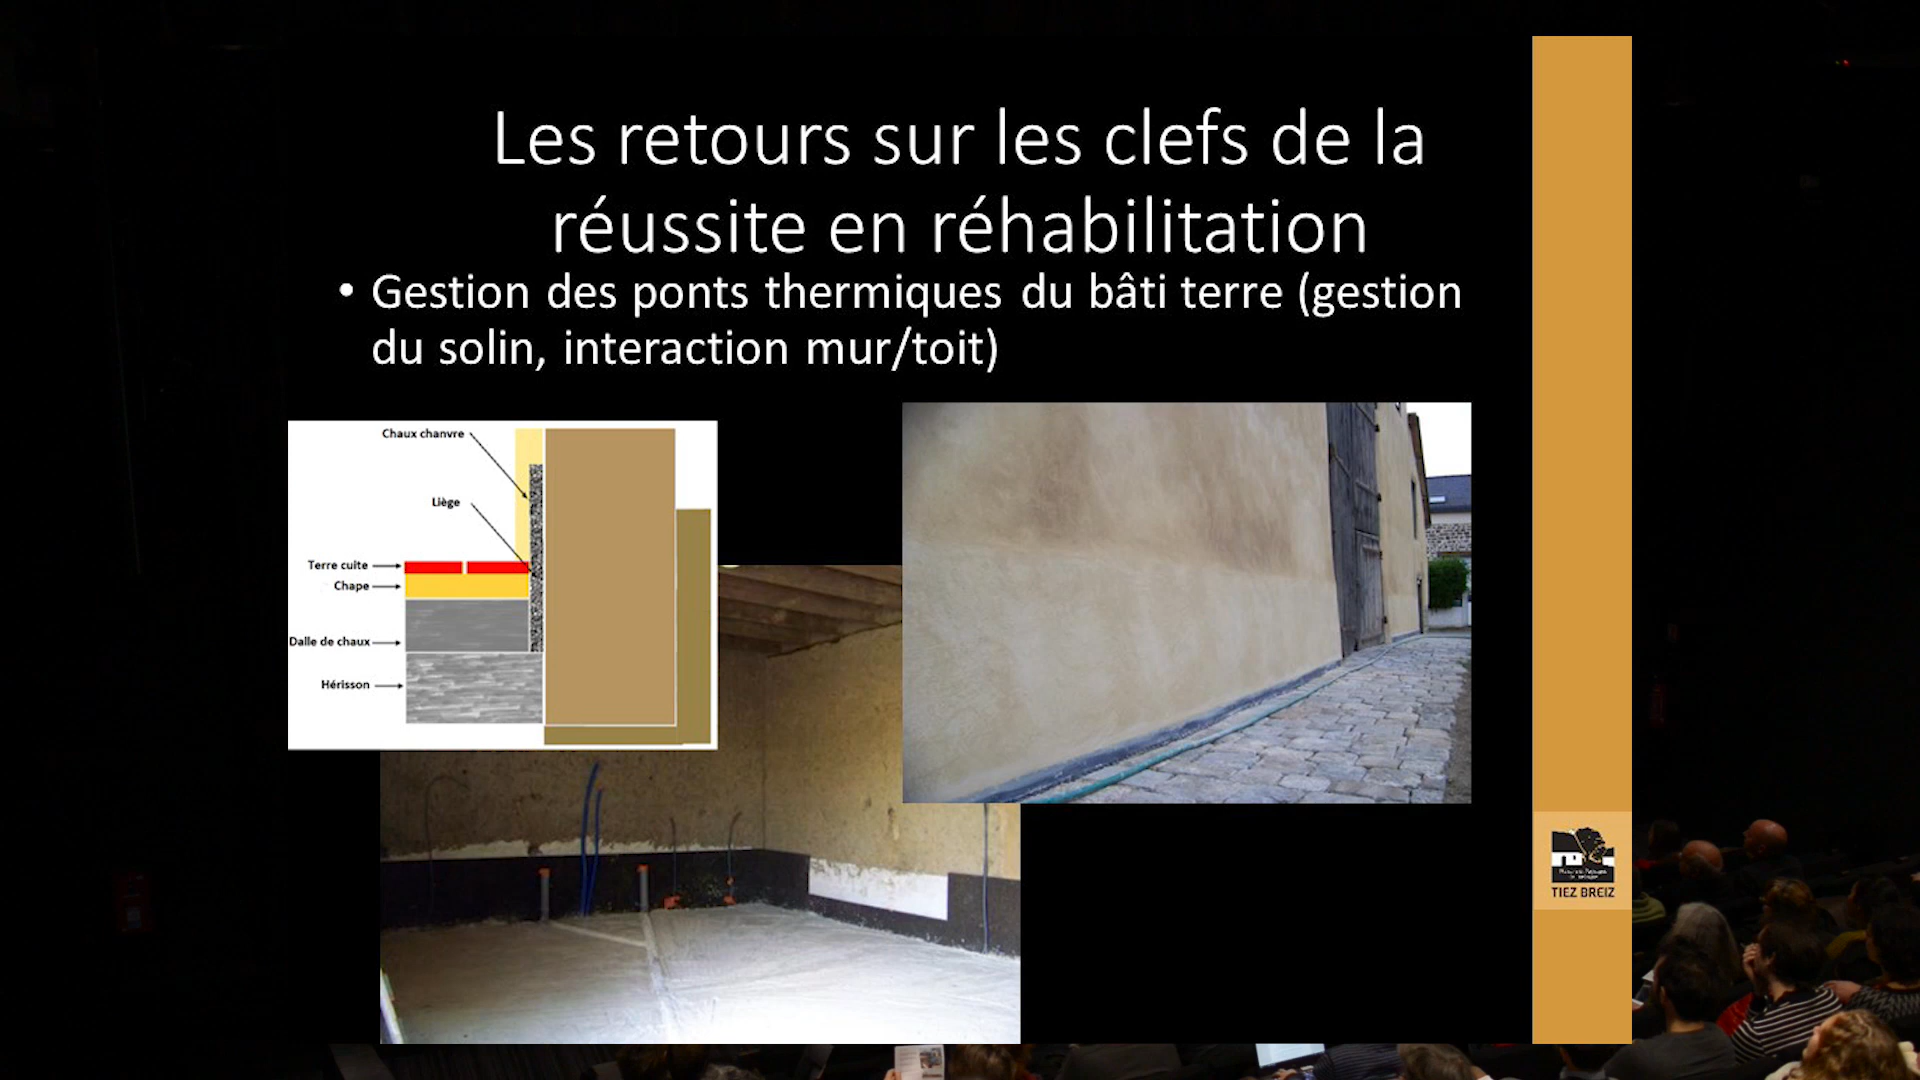 Les retours sur les clefs de la
réussite en réhabilitation
• Gestion des ponts thermiques du bâti terre (gestion
du solin, interaction mur/toit)
Chaux chanvre
Liège
Terre cuite
Chape
Dalle de chaux
Hérisson
TIEZ BREIZ